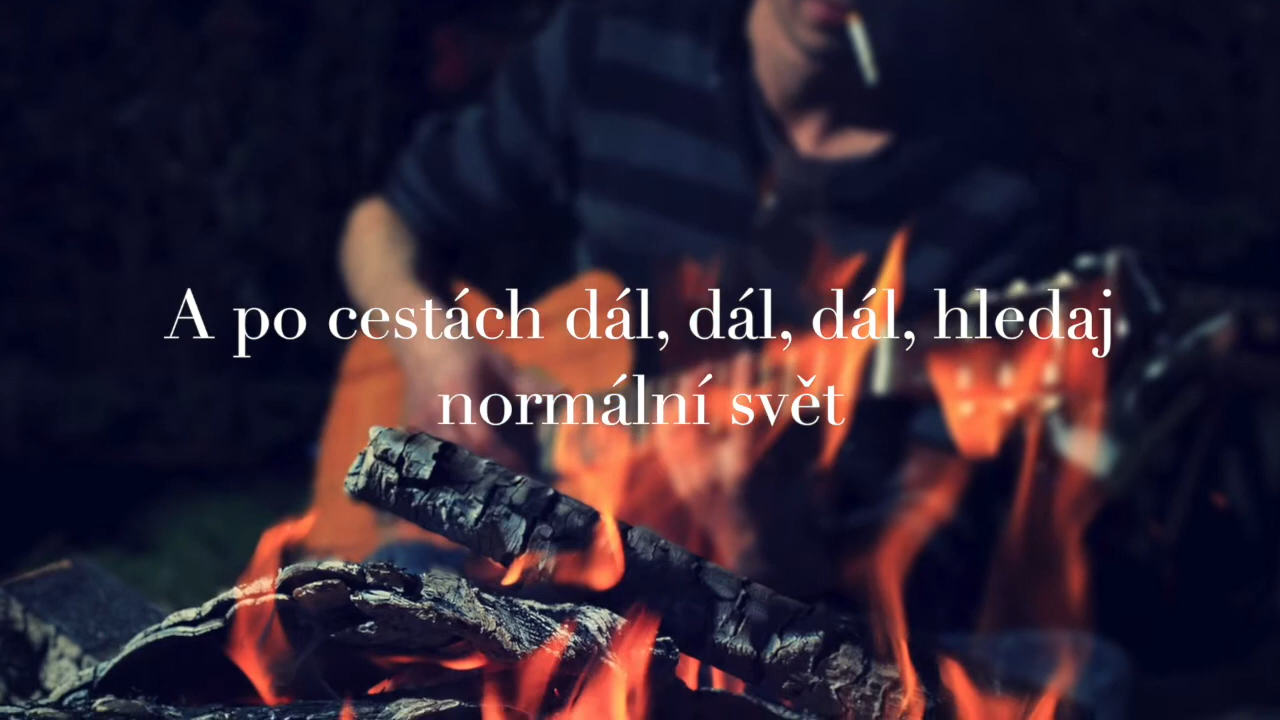 A po cestách dál, dál, dál, hledaj
normální svět